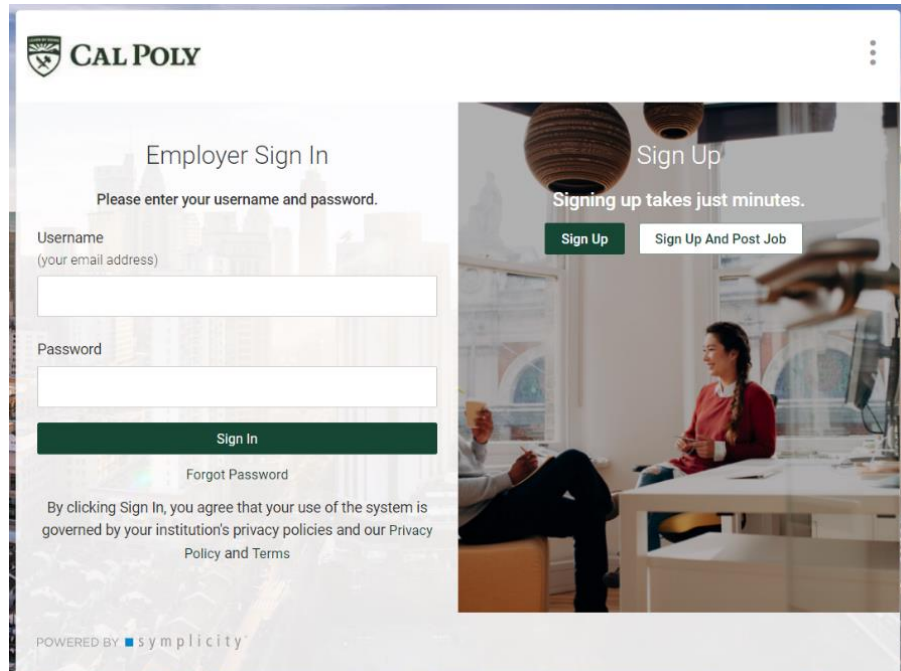 CAL POLY
Employer Sign In
Please enter your username and password.
Username
(your email address)
Password
Sign In
Forgot Password
By clicking Sign In, you agree that your use of the system is
governed by your institution's privacy policies and our Privacy
Policy and Terms
POWERED BY symplicity
Sign Up
Signing up takes just minutes.
Sign Up
Sign Up And Post Job